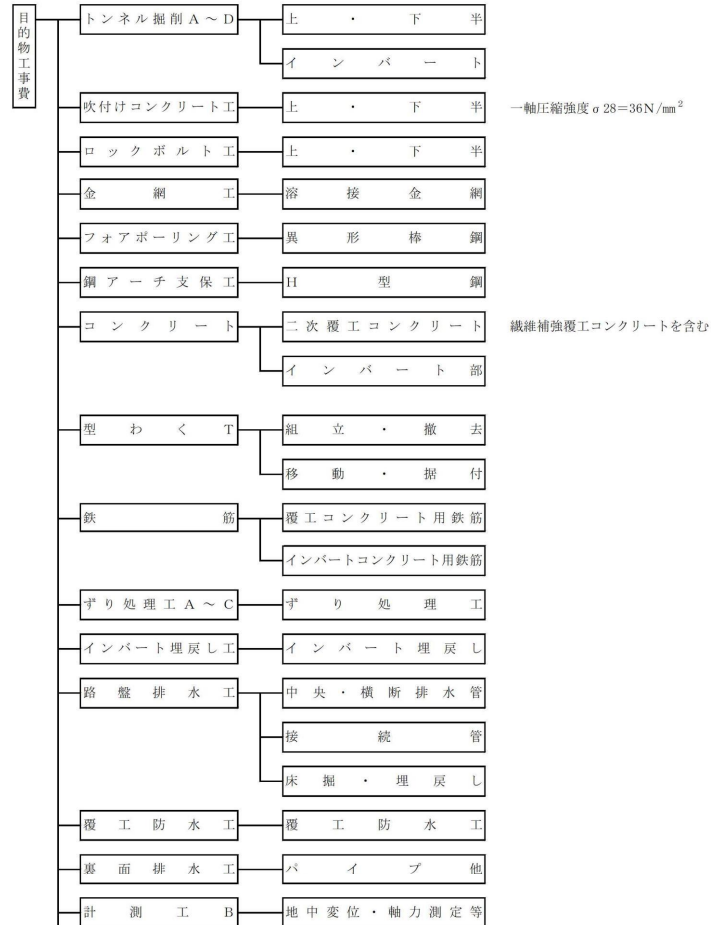 目的物工事費
トンネル掘削A～D 上・下半
インバート
吹付けコンクリート工 上・下半 一軸圧縮強度σ28＝36N/㎜²
ロックボルト工 上・下半
金網工 溶接金網
フォアポーリング工 異形棒鋼
鋼アーチ支保工 H型鋼
コンクリート 二次覆工コンクリート 繊維補強覆工コンクリートを含む
インバート部
型わくT 組立・撤去
移動・据付
鉄筋 覆工コンクリート用鉄筋
インバートコンクリート用鉄筋
ずり処理工A～C ずり処理工
インバート埋戻し工 インバート埋戻し
路盤排水工 中央・横断排水管
接続管
床掘・埋戻し
覆工防水工 覆工防水工
裏面排水工 パイプ他
計測工B 地中変位・軸力測定等